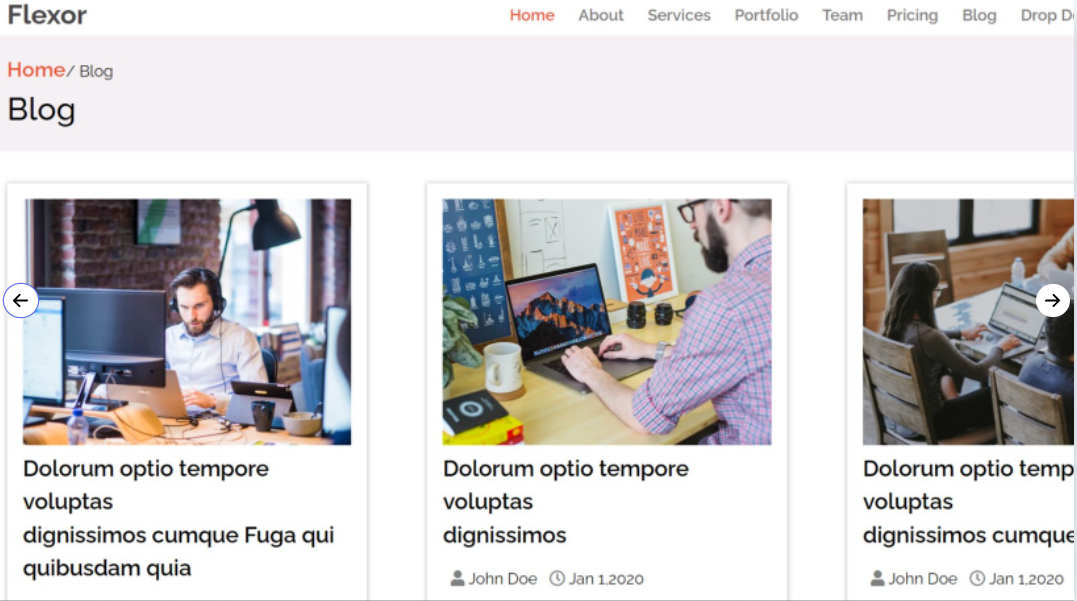 Flexor
Home About Services Portfolio Team Pricing Blog Drop D
Home/ Blog
Blog
Dolorum optio tempore
voluptas
dignissimos cumque Fuga qui
quibusdam quia
Dolorum optio tempore
voluptas
dignissimos
John Doe Jan 1,2020
Dolorum optio temp
voluptas
dignissimos cumque
John Doe Jan 1,2020